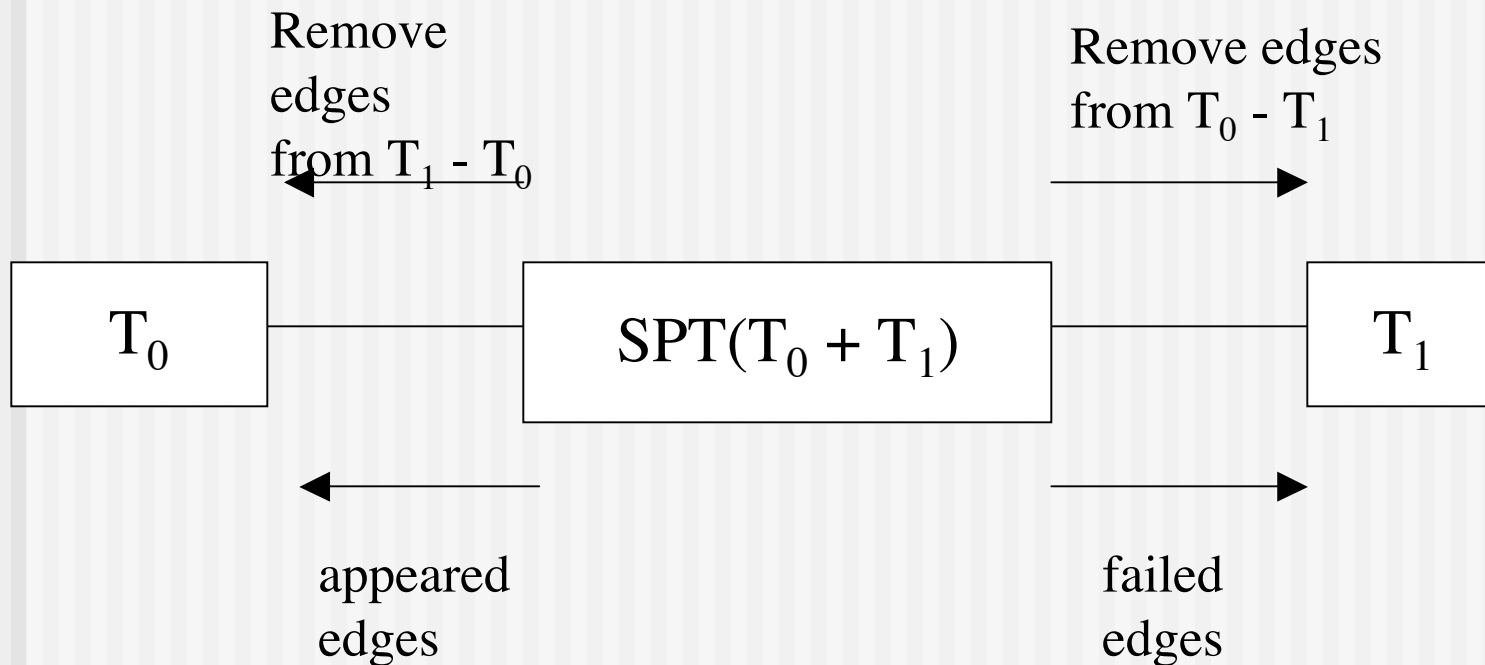 Remove
edges
from T₁ - T₀
Remove edges
from T₀ - T₁
T₀
SPT(T₀ + T₁)
T₁
appeared
edges
failed
edges